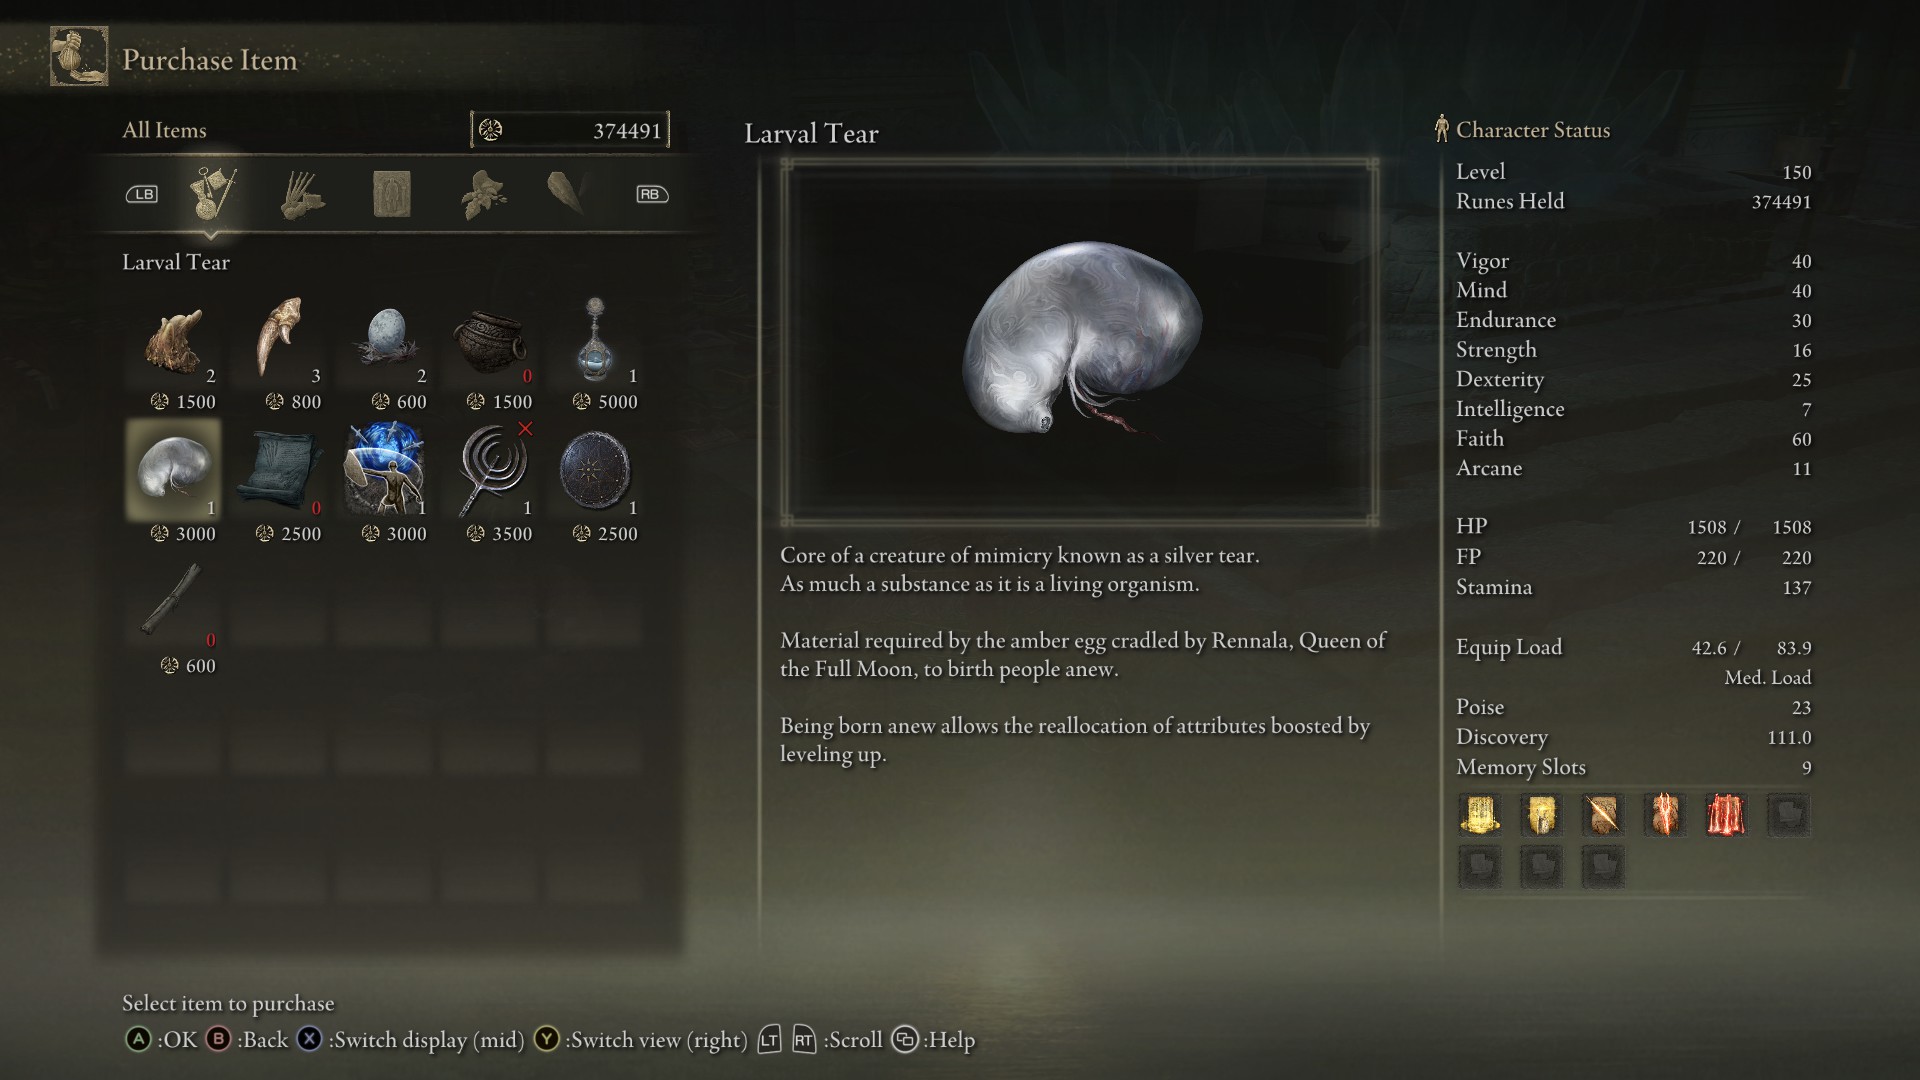 Purchase Item
All Items
374491
LB
RB
Larval Tear
2
3
2
0
1
1500
800
600
1500
5000
1
0
1
1
1
3000
2500
3000
3500
2500
0
600
Larval Tear
Core of a creature of mimicry known as a silver tear.
As much a substance as it is a living organism.
Material required by the amber egg cradled by Rennala, Queen of
the Full Moon, to birth people anew.
Being born anew allows the reallocation of attributes boosted by
leveling up.
Character Status
Level 150
Runes Held 374491
Vigor 40
Mind 40
Endurance 30
Strength 16
Dexterity 25
Intelligence 7
Faith 60
Arcane 11
HP 1508 / 1508
FP 220 / 220
Stamina 137
Equip Load 42.6 / 83.9
Med. Load
Poise 23
Discovery 111.0
Memory Slots 9
Select item to purchase
A :OK B :Back X :Switch display (mid) Y :Switch view (right) LT RT :Scroll :Help